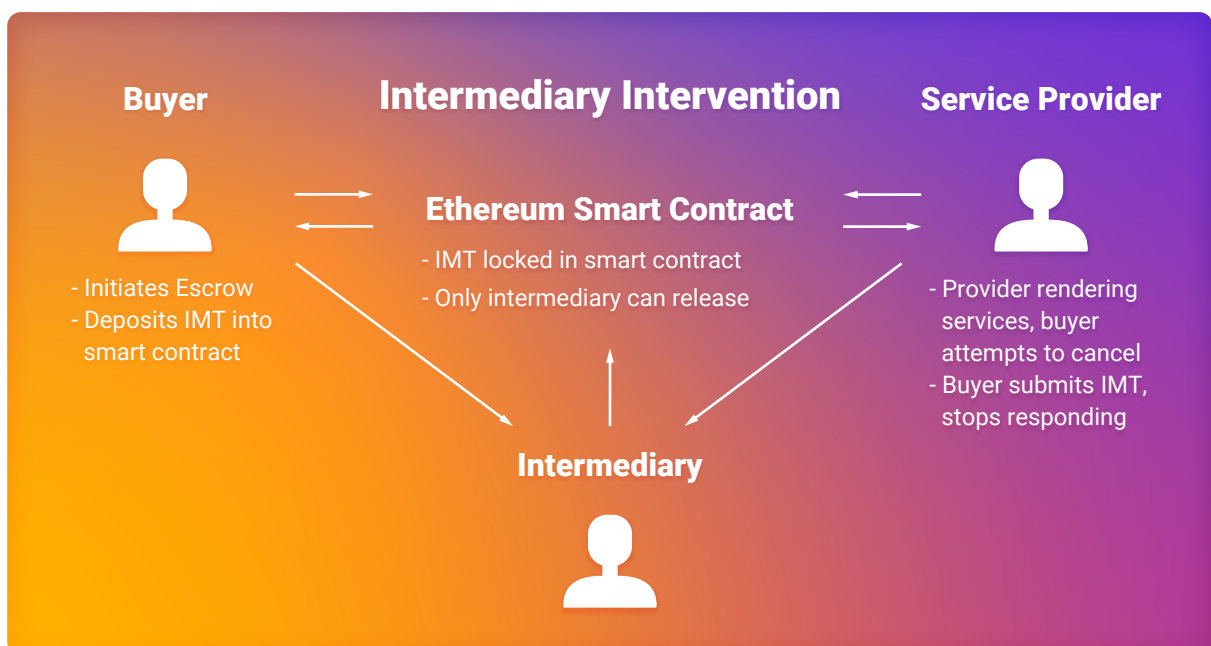 Buyer
Intermediary Intervention
Service Provider
Ethereum Smart Contract
- IMT locked in smart contract
- Only intermediary can release
- Initiates Escrow
- Deposits IMT into
smart contract
- Provider rendering
services, buyer
attempts to cancel
- Buyer submits IMT,
stops responding
Intermediary